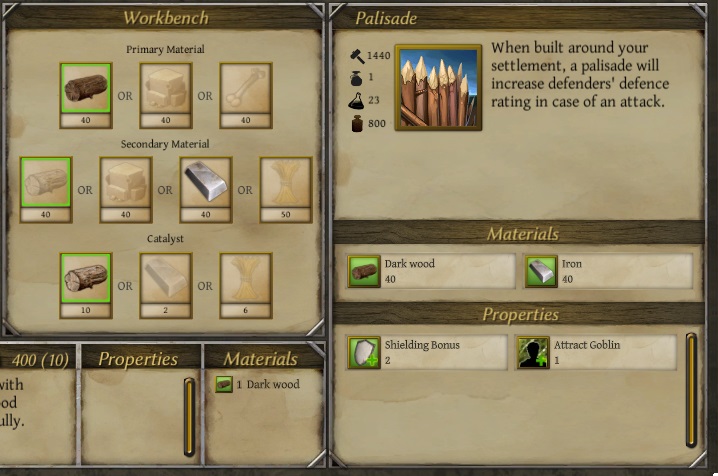 Workbench
Primary Material
OR
OR
40
40
40
Secondary Material
OR
OR
OR
40
40
40
50
Catalyst
OR
OR
10
2
6
400 (10)
with
od
ully.
Properties
Materials
1 Dark wood
Palisade
1440
1
23
800
When built around your
settlement, a palisade will
increase defenders' defence
rating in case of an attack.
Materials
Dark wood
40
Iron
40
Properties
Shielding Bonus
2
Attract Goblin
1